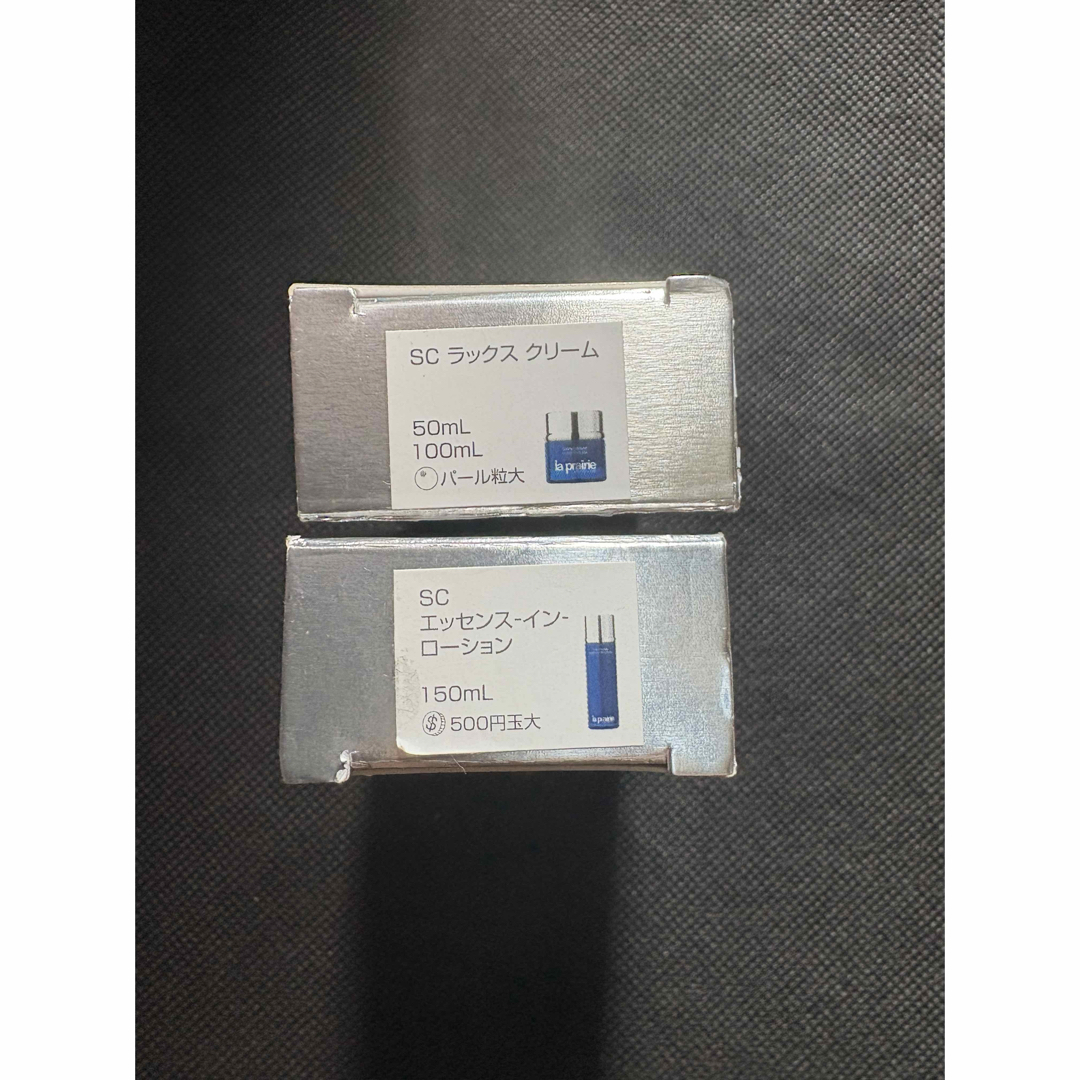 SC ラックス クリーム
50mL
100mL
パール粒大
la prairie
SC
エッセンス-イン-
ローション
150mL
$ 500円玉大
la prairie